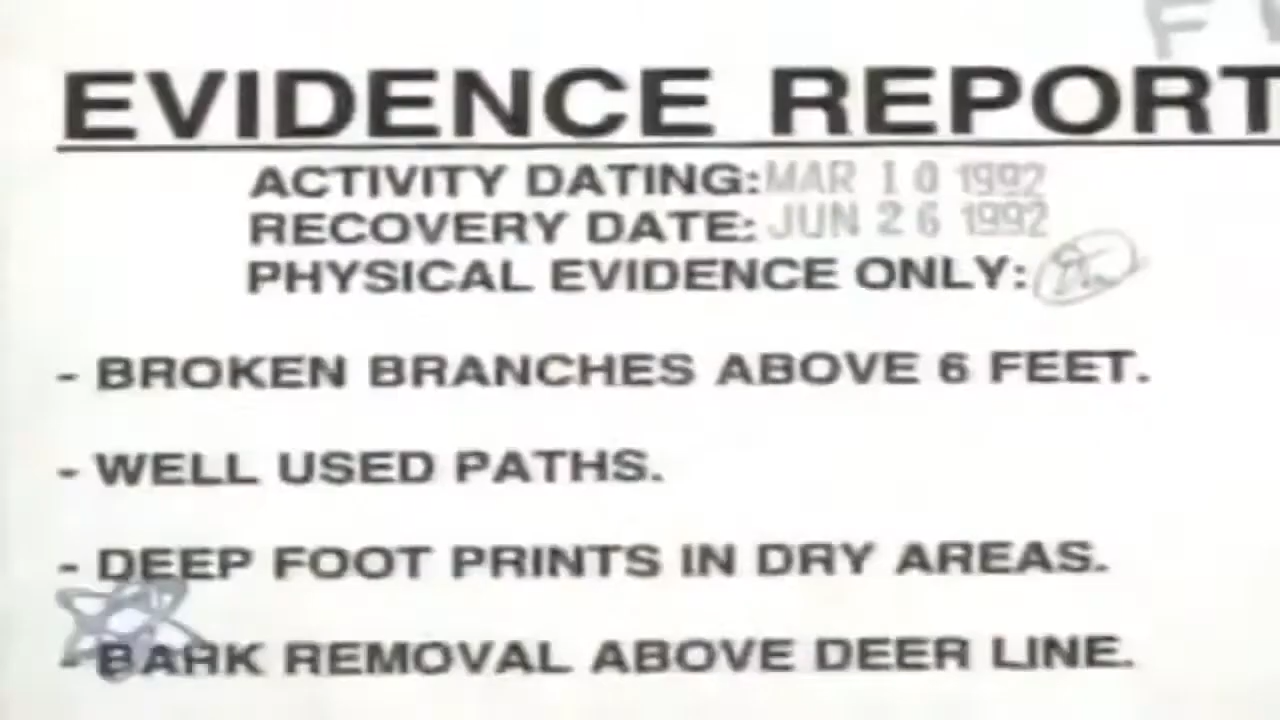 EVIDENCE REPORT
ACTIVITY DATING: MAR 10 1992
RECOVERY DATE: JUN 26 1992
PHYSICAL EVIDENCE ONLY:
- BROKEN BRANCHES ABOVE 6 FEET.
- WELL USED PATHS.
- DEEP FOOT PRINTS IN DRY AREAS.
- BARK REMOVAL ABOVE DEER LINE.